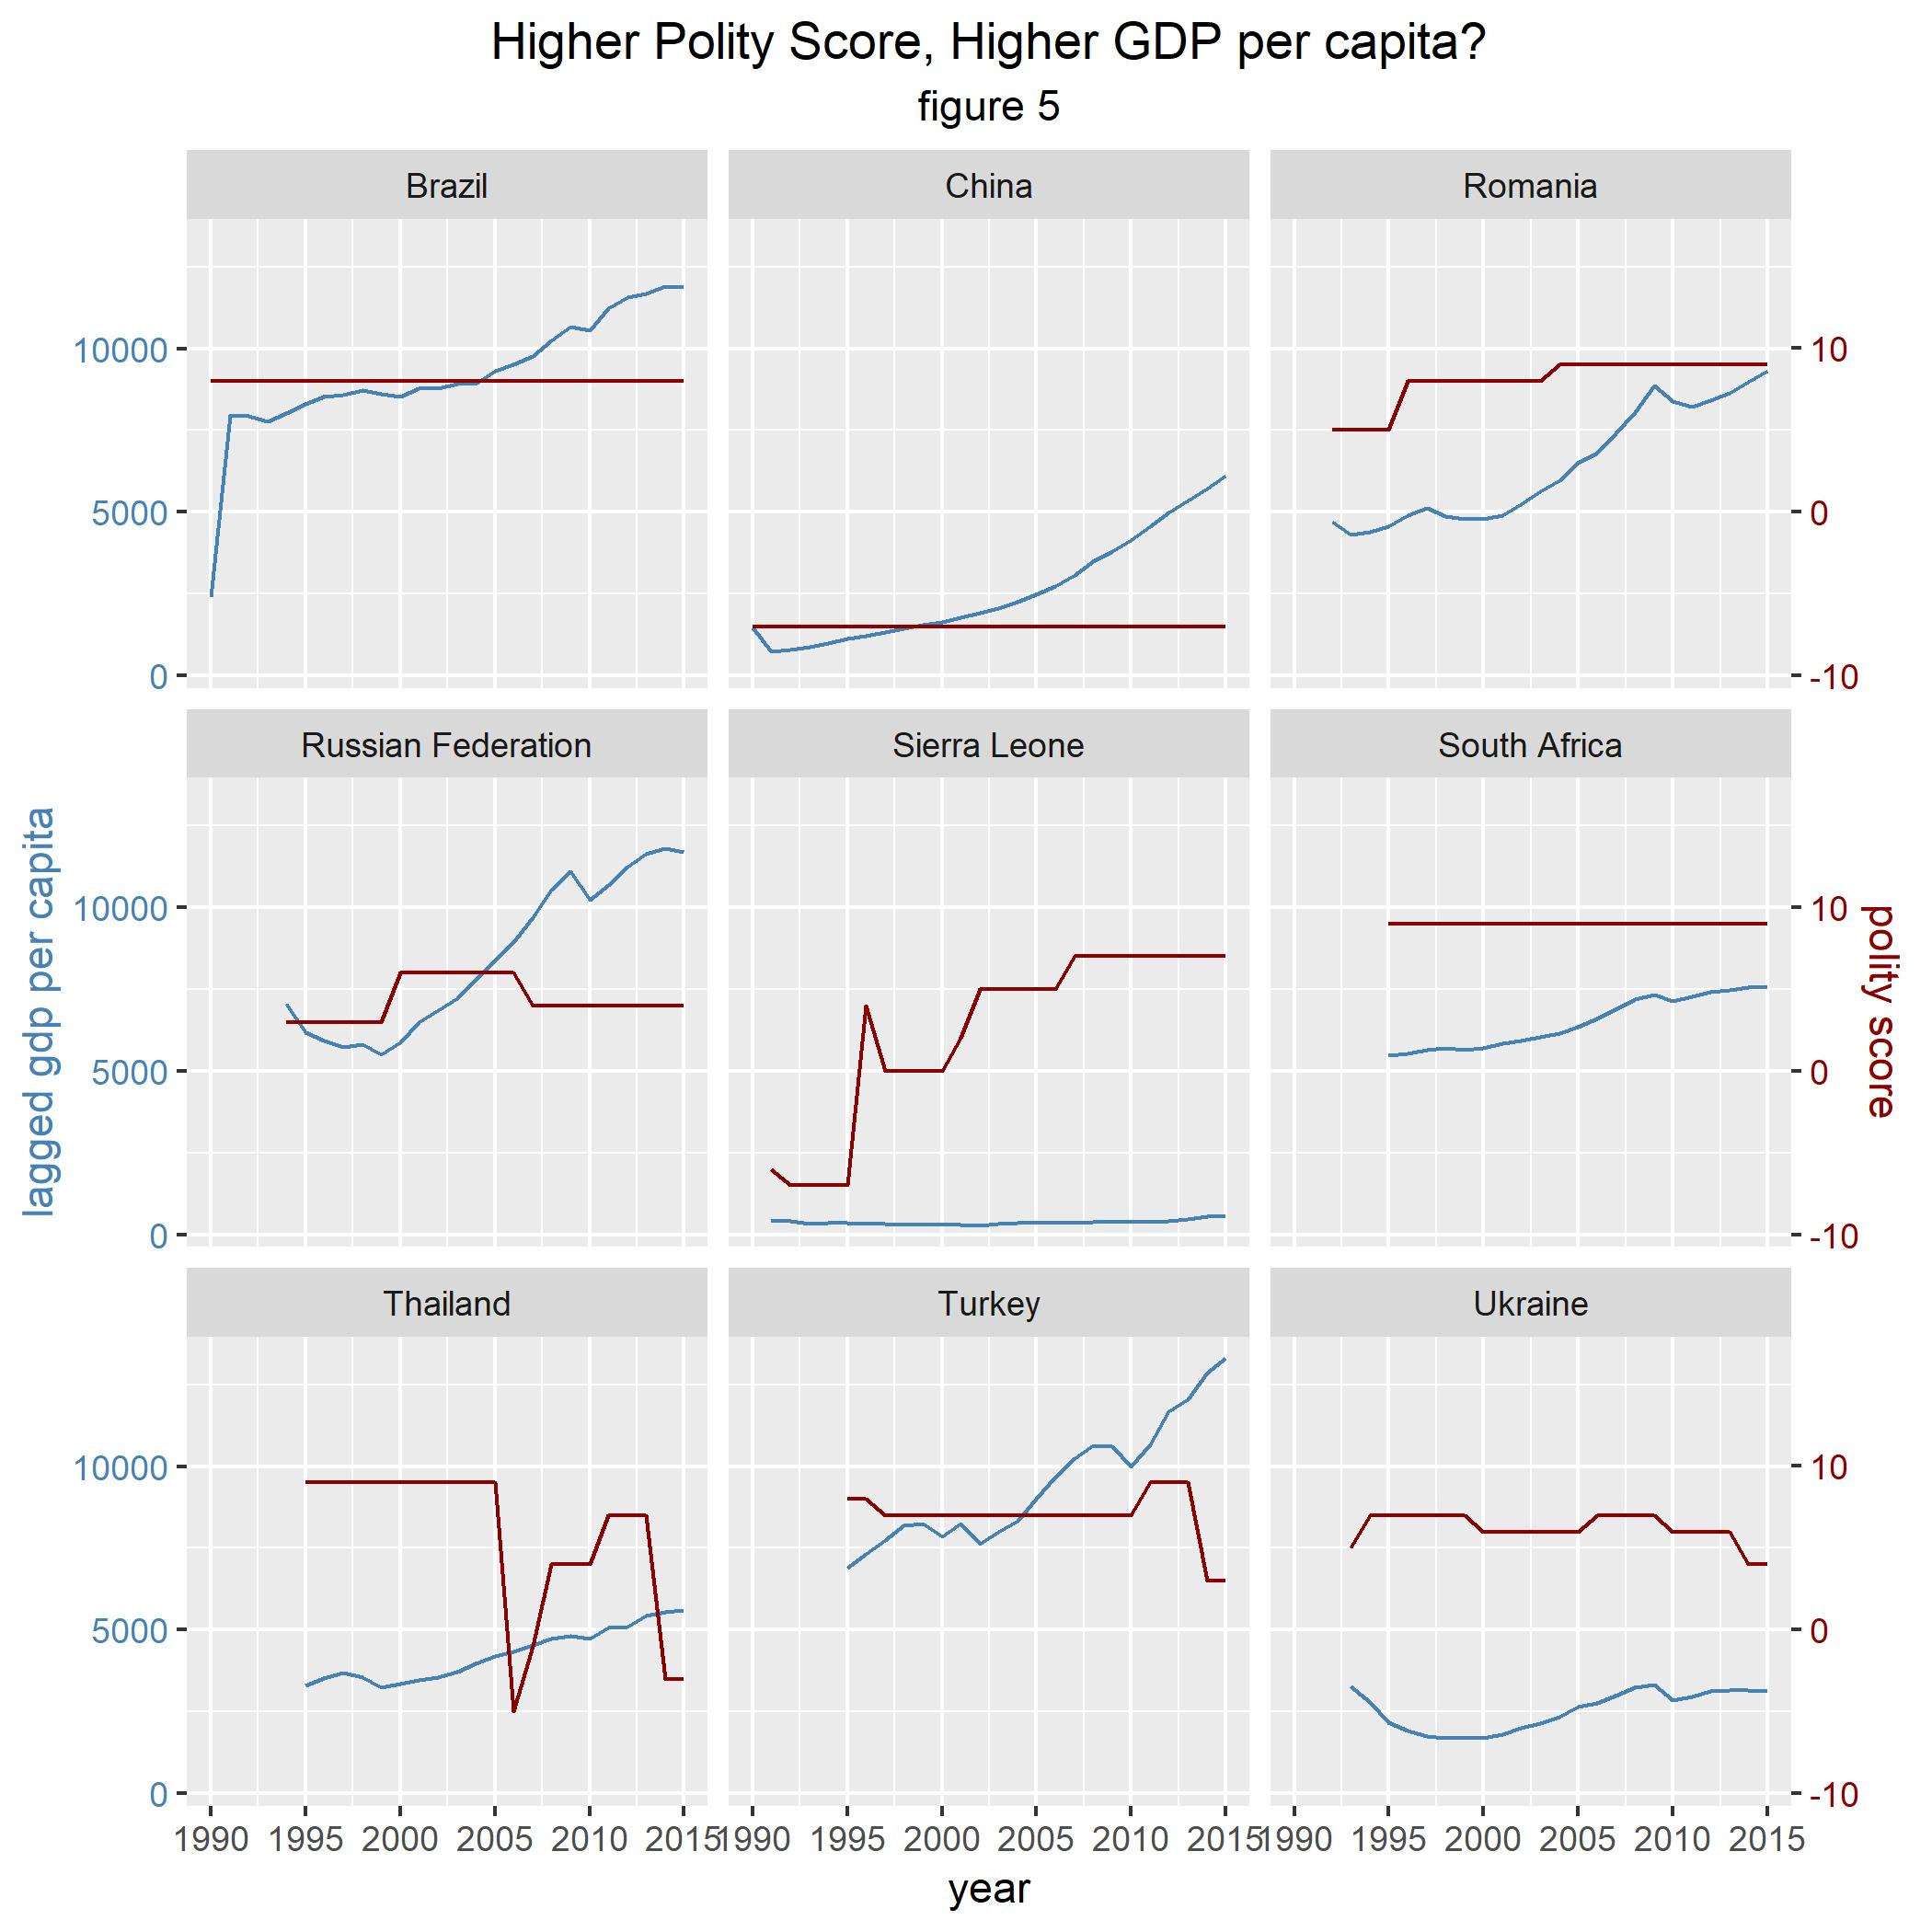 Higher Polity Score, Higher GDP per capita?
figure 5
Brazil
China
Romania
10000
5000
0
10
0
-10
Russian Federation
Sierra Leone
South Africa
lagged gdp per capita
10000
5000
0
10
0
-10
polity score
Thailand
Turkey
Ukraine
10000
5000
0
10
0
-10
1990 1995 2000 2005 2010 2015
1990 1995 2000 2005 2010 2015
1990 1995 2000 2005 2010 2015
year